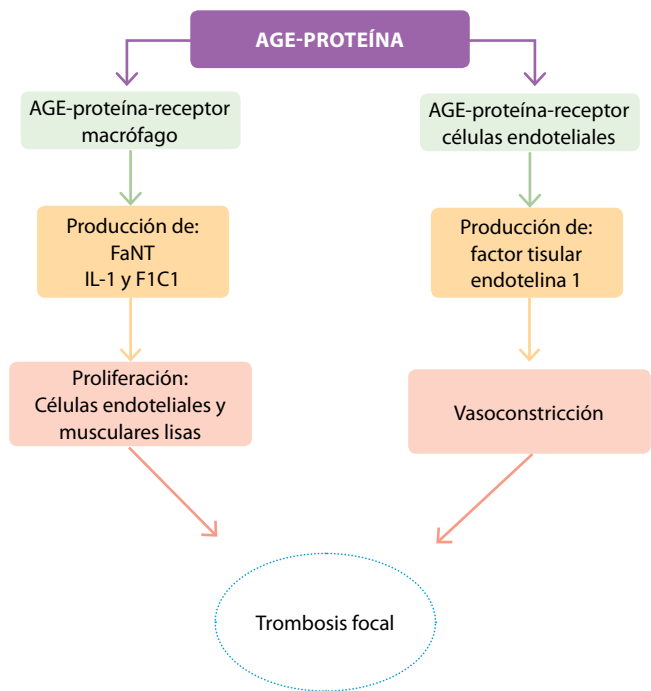 AGE-PROTEÍNA
AGE-proteína-receptor
macrófago
AGE-proteína-receptor
células endoteliales
Producción de:
FaNT
IL-1 y F1C1
Producción de:
factor tisular
endotelina 1
Proliferación:
Células endoteliales y
musculares lisas
Vasoconstricción
Trombosis focal